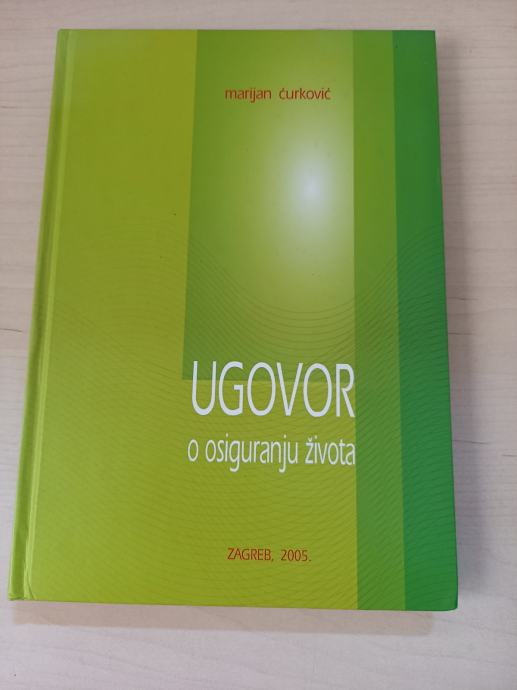 marijan ćurković
UGOVOR
o osiguranju života
ZAGREB, 2005.